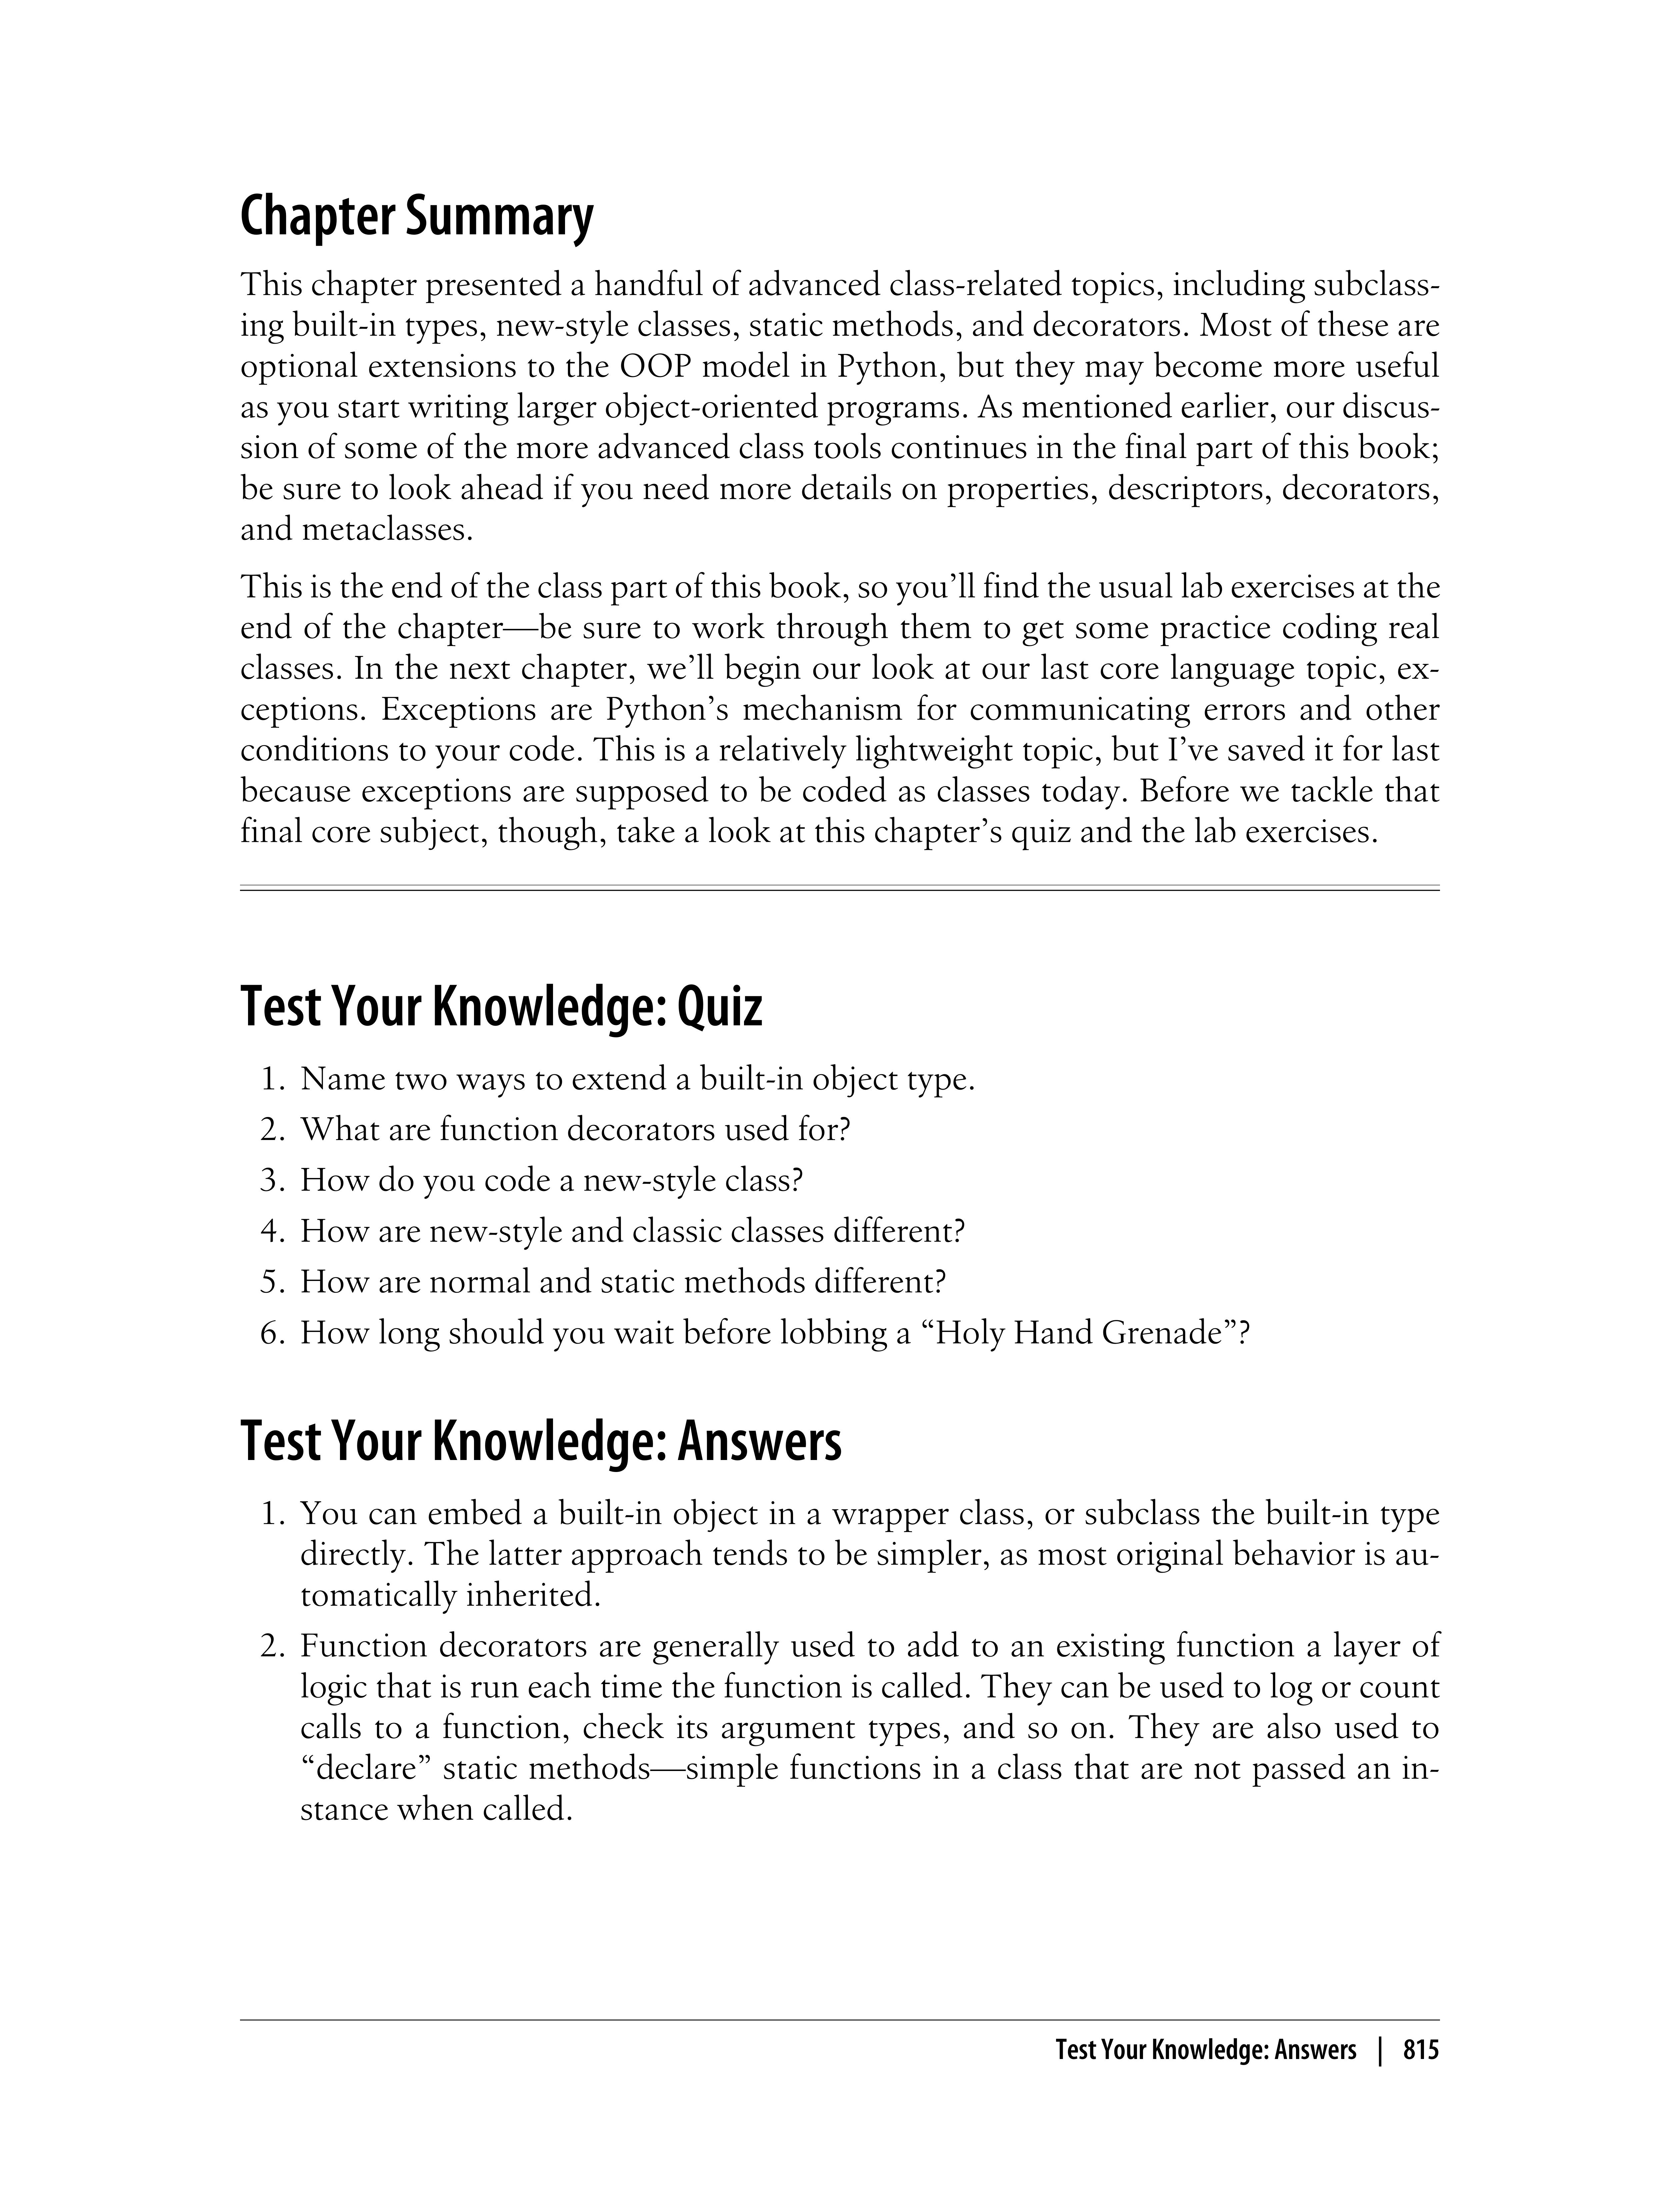 Chapter Summary
This chapter presented a handful of advanced class-related topics, including subclass-
ing built-in types, new-style classes, static methods, and decorators. Most of these are
optional extensions to the OOP model in Python, but they may become more useful
as you start writing larger object-oriented programs. As mentioned earlier, our discus-
sion of some of the more advanced class tools continues in the final part of this book;
be sure to look ahead if you need more details on properties, descriptors, decorators,
and metaclasses.
This is the end of the class part of this book, so you’ll find the usual lab exercises at the
end of the chapter—be sure to work through them to get some practice coding real
classes. In the next chapter, we’ll begin our look at our last core language topic, ex-
ceptions. Exceptions are Python’s mechanism for communicating errors and other
conditions to your code. This is a relatively lightweight topic, but I’ve saved it for last
because exceptions are supposed to be coded as classes today. Before we tackle that
final core subject, though, take a look at this chapter’s quiz and the lab exercises.
Test Your Knowledge: Quiz
1. Name two ways to extend a built-in object type.
2. What are function decorators used for?
3. How do you code a new-style class?
4. How are new-style and classic classes different?
5. How are normal and static methods different?
6. How long should you wait before lobbing a “Holy Hand Grenade”?
Test Your Knowledge: Answers
1. You can embed a built-in object in a wrapper class, or subclass the built-in type
directly. The latter approach tends to be simpler, as most original behavior is au-
tomatically inherited.
2. Function decorators are generally used to add to an existing function a layer of
logic that is run each time the function is called. They can be used to log or count
calls to a function, check its argument types, and so on. They are also used to
“declare” static methods—simple functions in a class that are not passed an in-
stance when called.
Test Your Knowledge: Answers | 815